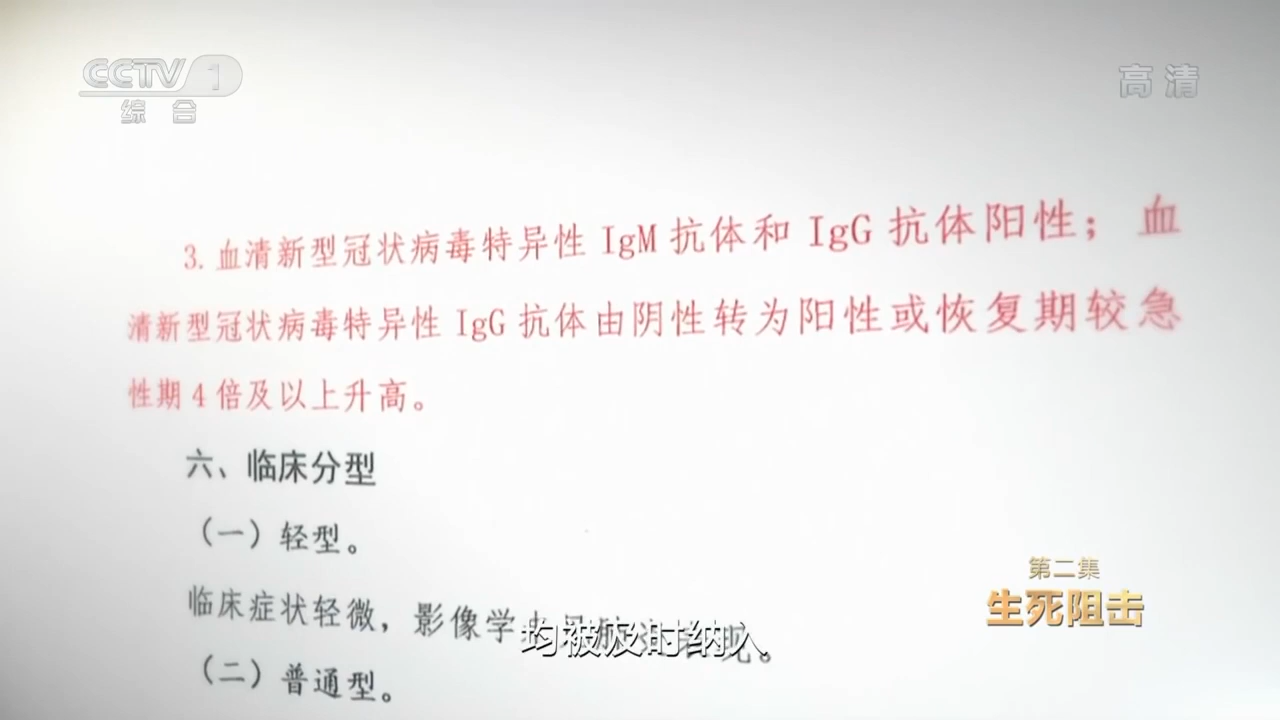 CCTV 1
综合
高清
3. 血清新型冠状病毒特异性 IgM 抗体和 IgG 抗体阳性；血
清新型冠状病毒特异性 IgG 抗体由阴性转为阳性或恢复期较急
性期 4 倍及以上升高。
六、临床分型
（一）轻型。
临床症状轻微，影像学
现。
均被及时纳入
（二）普通型。
第二集
生死阻击